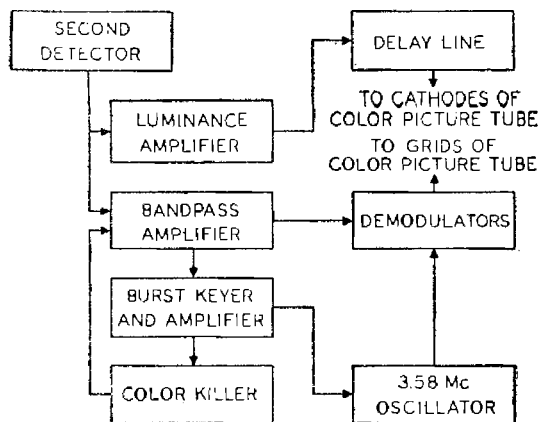 SECOND
DETECTOR
DELAY LINE
TO CATHODES OF
COLOR PICTURE TUBE
LUMINANCE
AMPLIFIER
TO GRIDS OF
COLOR PICTURE TUBE
BANDPASS
AMPLIFIER
DEMODULATORS
BURST KEYER
AND AMPLIFIER
COLOR KILLER
3.58 Mc
OSCILLATOR